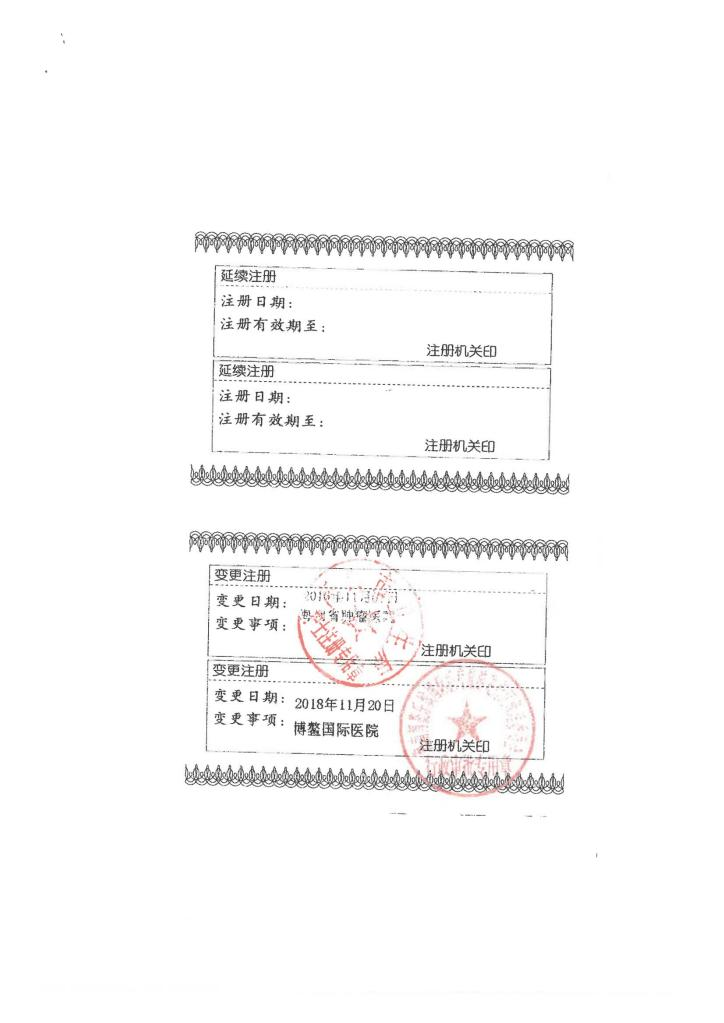 延续注册
注册日期：
注册有效期至：
注册机关印
延续注册
注册日期：
注册有效期至：
注册机关印
变更注册
变更日期：
变更事项：
注册机关印
变更注册
变更日期：2018年11月20日
变更事项：博鳌国际医院
注册机关印